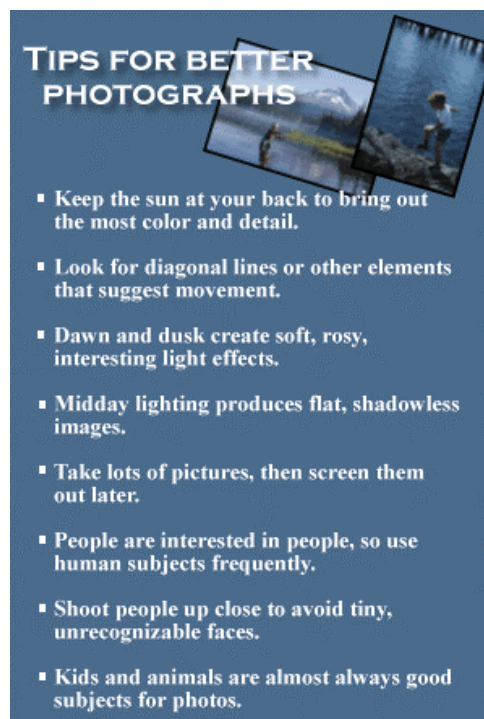 TIPS FOR BETTER
PHOTOGRAPHS
▪ Keep the sun at your back to bring out
the most color and detail.
▪ Look for diagonal lines or other elements
that suggest movement.
▪ Dawn and dusk create soft, rosy,
interesting light effects.
▪ Midday lighting produces flat, shadowless
images.
▪ Take lots of pictures, then screen them
out later.
▪ People are interested in people, so use
human subjects frequently.
▪ Shoot people up close to avoid tiny,
unrecognizable faces.
▪ Kids and animals are almost always good
subjects for photos.